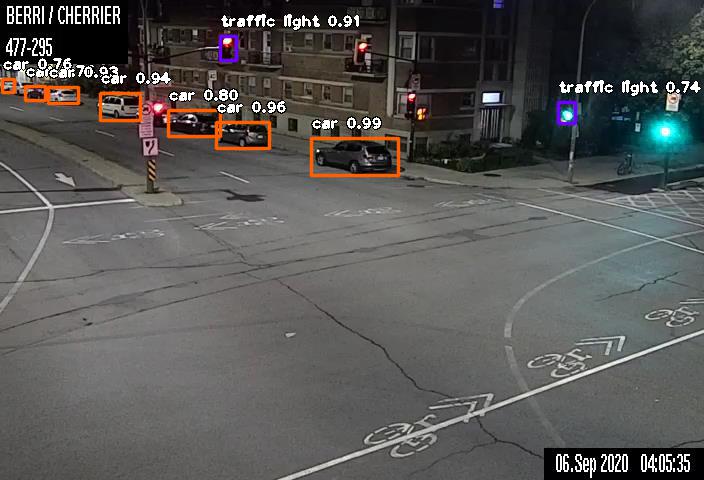 BERRI / CHERRIER
477-295
traffic light 0.91
traffic light 0.74
car 0.76
car 0.94
car 0.80
car 0.96
car 0.99
06.Sep 2020 04:05:35